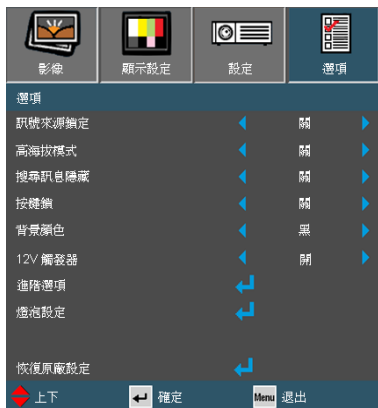 影像 顯示設定 設定 選項
選項
訊號來源鎖定 關
高海拔模式 關
搜尋訊息隱藏 關
按鍵鎖 關
背景顏色 黑
12V 觸發器 開
進階選項
燈泡設定
恢復原廠設定
上下 確定 Menu 退出